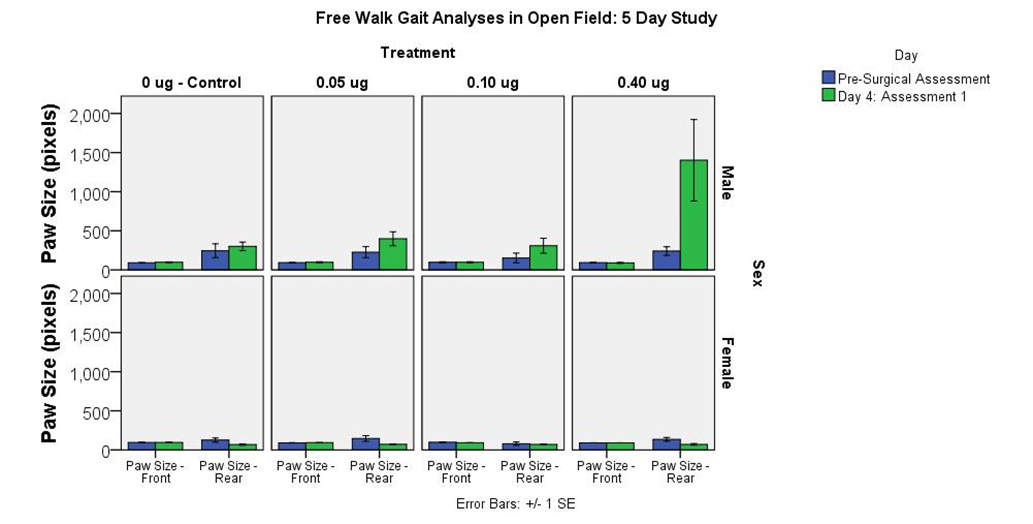 Free Walk Gait Analyses in Open Field: 5 Day Study
Treatment
0 ug - Control
0.05 ug
0.10 ug
0.40 ug
Day
Pre-Surgical Assessment
Day 4: Assessment 1
Paw Size (pixels)
2,000
1,500
1,000
500
0
Male
Sex
Paw Size (pixels)
2,000
1,500
1,000
500
0
Female
Paw Size -
Front
Paw Size -
Rear
Paw Size -
Front
Paw Size -
Rear
Paw Size -
Front
Paw Size -
Rear
Paw Size -
Front
Paw Size -
Rear
Error Bars: +/- 1 SE